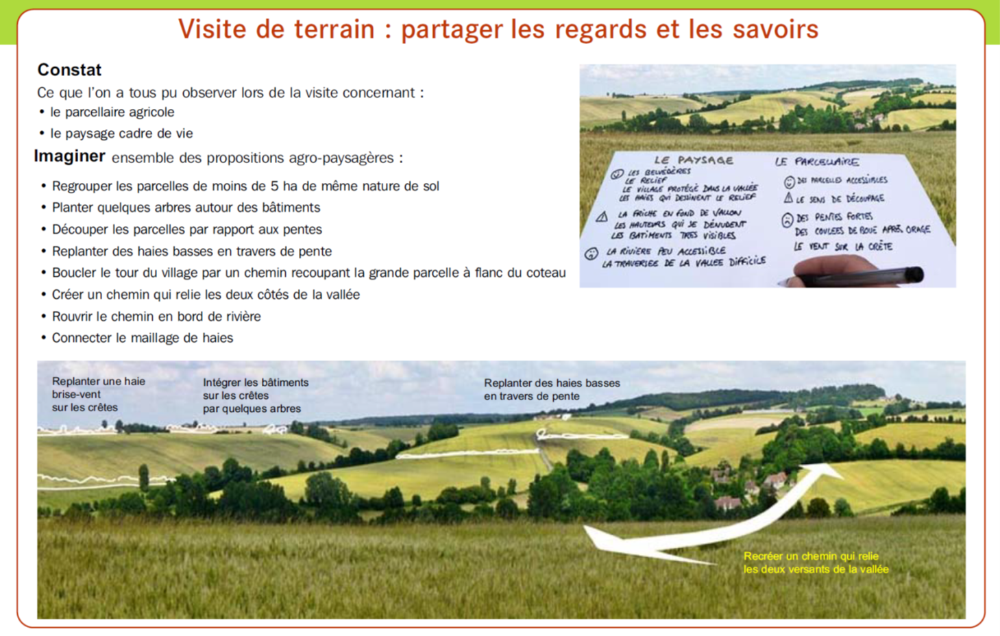 Visite de terrain : partager les regards et les savoirs
Constat
Ce que l'on a tous pu observer lors de la visite concernant :
• le parcellaire agricole
• le paysage cadre de vie
Imaginer ensemble des propositions agro-paysagères :
• Regrouper les parcelles de moins de 5 ha de même nature de sol
• Planter quelques arbres autour des bâtiments
• Découper les parcelles par rapport aux pentes
• Replanter des haies basses en travers de pente
• Boucler le tour du village par un chemin recoupant la grande parcelle à flanc du coteau
• Créer un chemin qui relie les deux côtés de la vallée
• Rouvrir le chemin en bord de rivière
• Connecter le maillage de haies
LE PAYSAGE
LES BELVÉDÈRES
LE RELIEF
LE VILLAGE PROTÉGÉ DANS LA VALLÉE
LES HAIES QUI DESSINENT LE RELIEF
LA FRICHE EN FOND DE VALLON
LES HAUTEURS QUI SE DÉNUDENT
LES BATIMENTS TRES VISIBLES
LA RIVIÈRE PEU ACCESSIBLE
LA TRAVERSEE DE LA VALLEE DIFFICILE
LE PARCELLAIRE
DES PARCELLES ACCESSIBLES
LE SENS DE DÉCOUPAGE
DES PENTES FORTES
DES COULEES DE BOUE APRÈS ORAGE
LE VENT SUR LA CRÊTE
Replanter une haie
brise-vent
sur les crêtes
Intégrer les bâtiments
sur les crêtes
par quelques arbres
Replanter des haies basses
en travers de pente
Recréer un chemin qui relie
les deux versants de la vallée